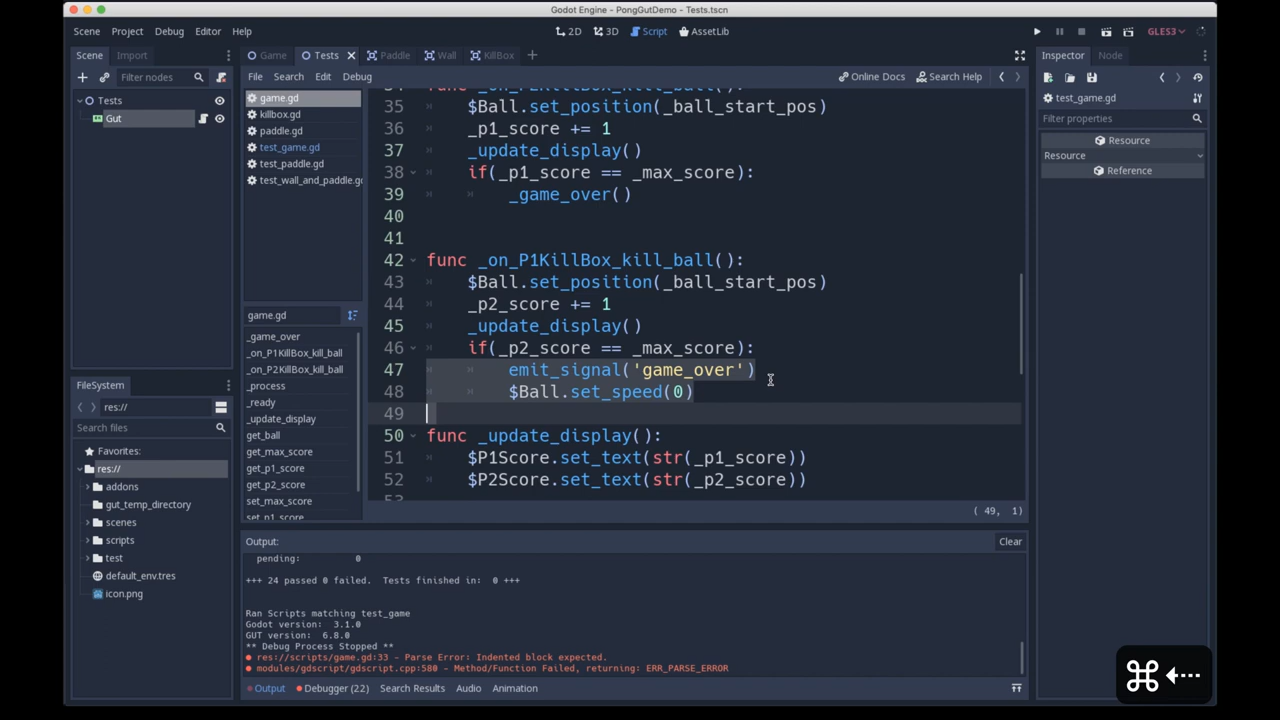 Godot Engine - PongGutDemo - Tests.tscn
Scene Project Debug Editor Help
2D 3D Script AssetLib
GLES3
Scene Import
Game Tests Paddle Wall KillBox
Inspector Node
Filter nodes
File Search Edit Debug
Online Docs Search Help
Tests
Gut
game.gd
killbox.gd
paddle.gd
test_game.gd
test_paddle.gd
test_wall_and_paddle.gd
test_game.gd
Filter properties
Resource
Resource
Reference
35 $Ball.set_position(_ball_start_pos)
36 _p1_score += 1
37 _update_display()
38 if(_p1_score == _max_score):
39 _game_over()
40
41
42 func _on_P1KillBox_kill_ball():
43 $Ball.set_position(_ball_start_pos)
44 _p2_score += 1
45 _update_display()
46 if(_p2_score == _max_score):
47 emit_signal('game_over')
48 $Ball.set_speed(0)
49
50 func _update_display():
51 $P1Score.set_text(str(_p1_score))
52 $P2Score.set_text(str(_p2_score))
( 49, 1)
game.gd
_game_over
_on_P1KillBox_kill_ball
_on_P2KillBox_kill_ball
_process
_ready
_update_display
get_ball
get_max_score
get_p1_score
get_p2_score
set_max_score
set_p1_score
FileSystem
res://
Search files
Favorites:
res://
addons
gut_temp_directory
scenes
scripts
test
default_env.tres
icon.png
Output:
Clear
pending: 0
+++ 24 passed 0 failed. Tests finished in: 0 +++
Ran Scripts matching test_game
Godot version: 3.1.0
GUT version: 6.8.0
** Debug Process Stopped **
res://scripts/game.gd:33 - Parse Error: Indented block expected.
modules/gdscript/gdscript.cpp:580 - Method/Function Failed, returning: ERR_PARSE_ERROR
Output Debugger (22) Search Results Audio Animation